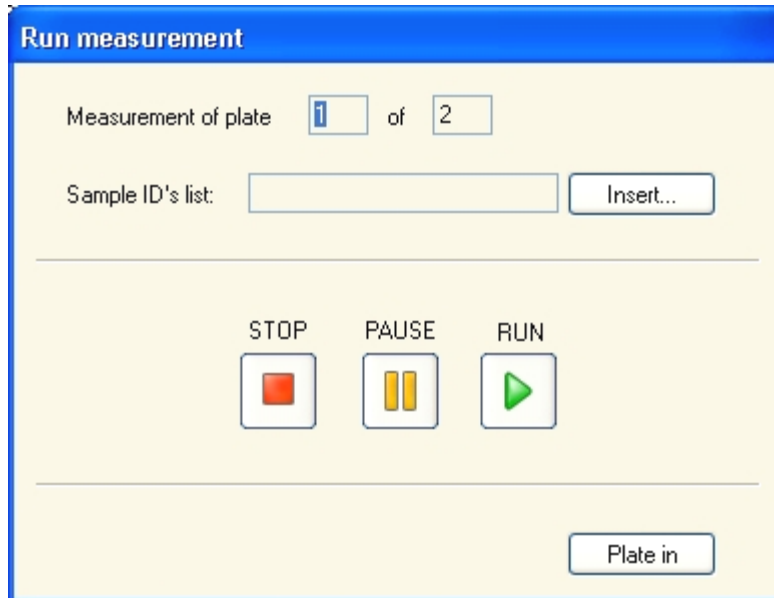 Run measurement
Measurement of plate 1 of 2
Sample ID's list: Insert...
STOP PAUSE RUN
Plate in